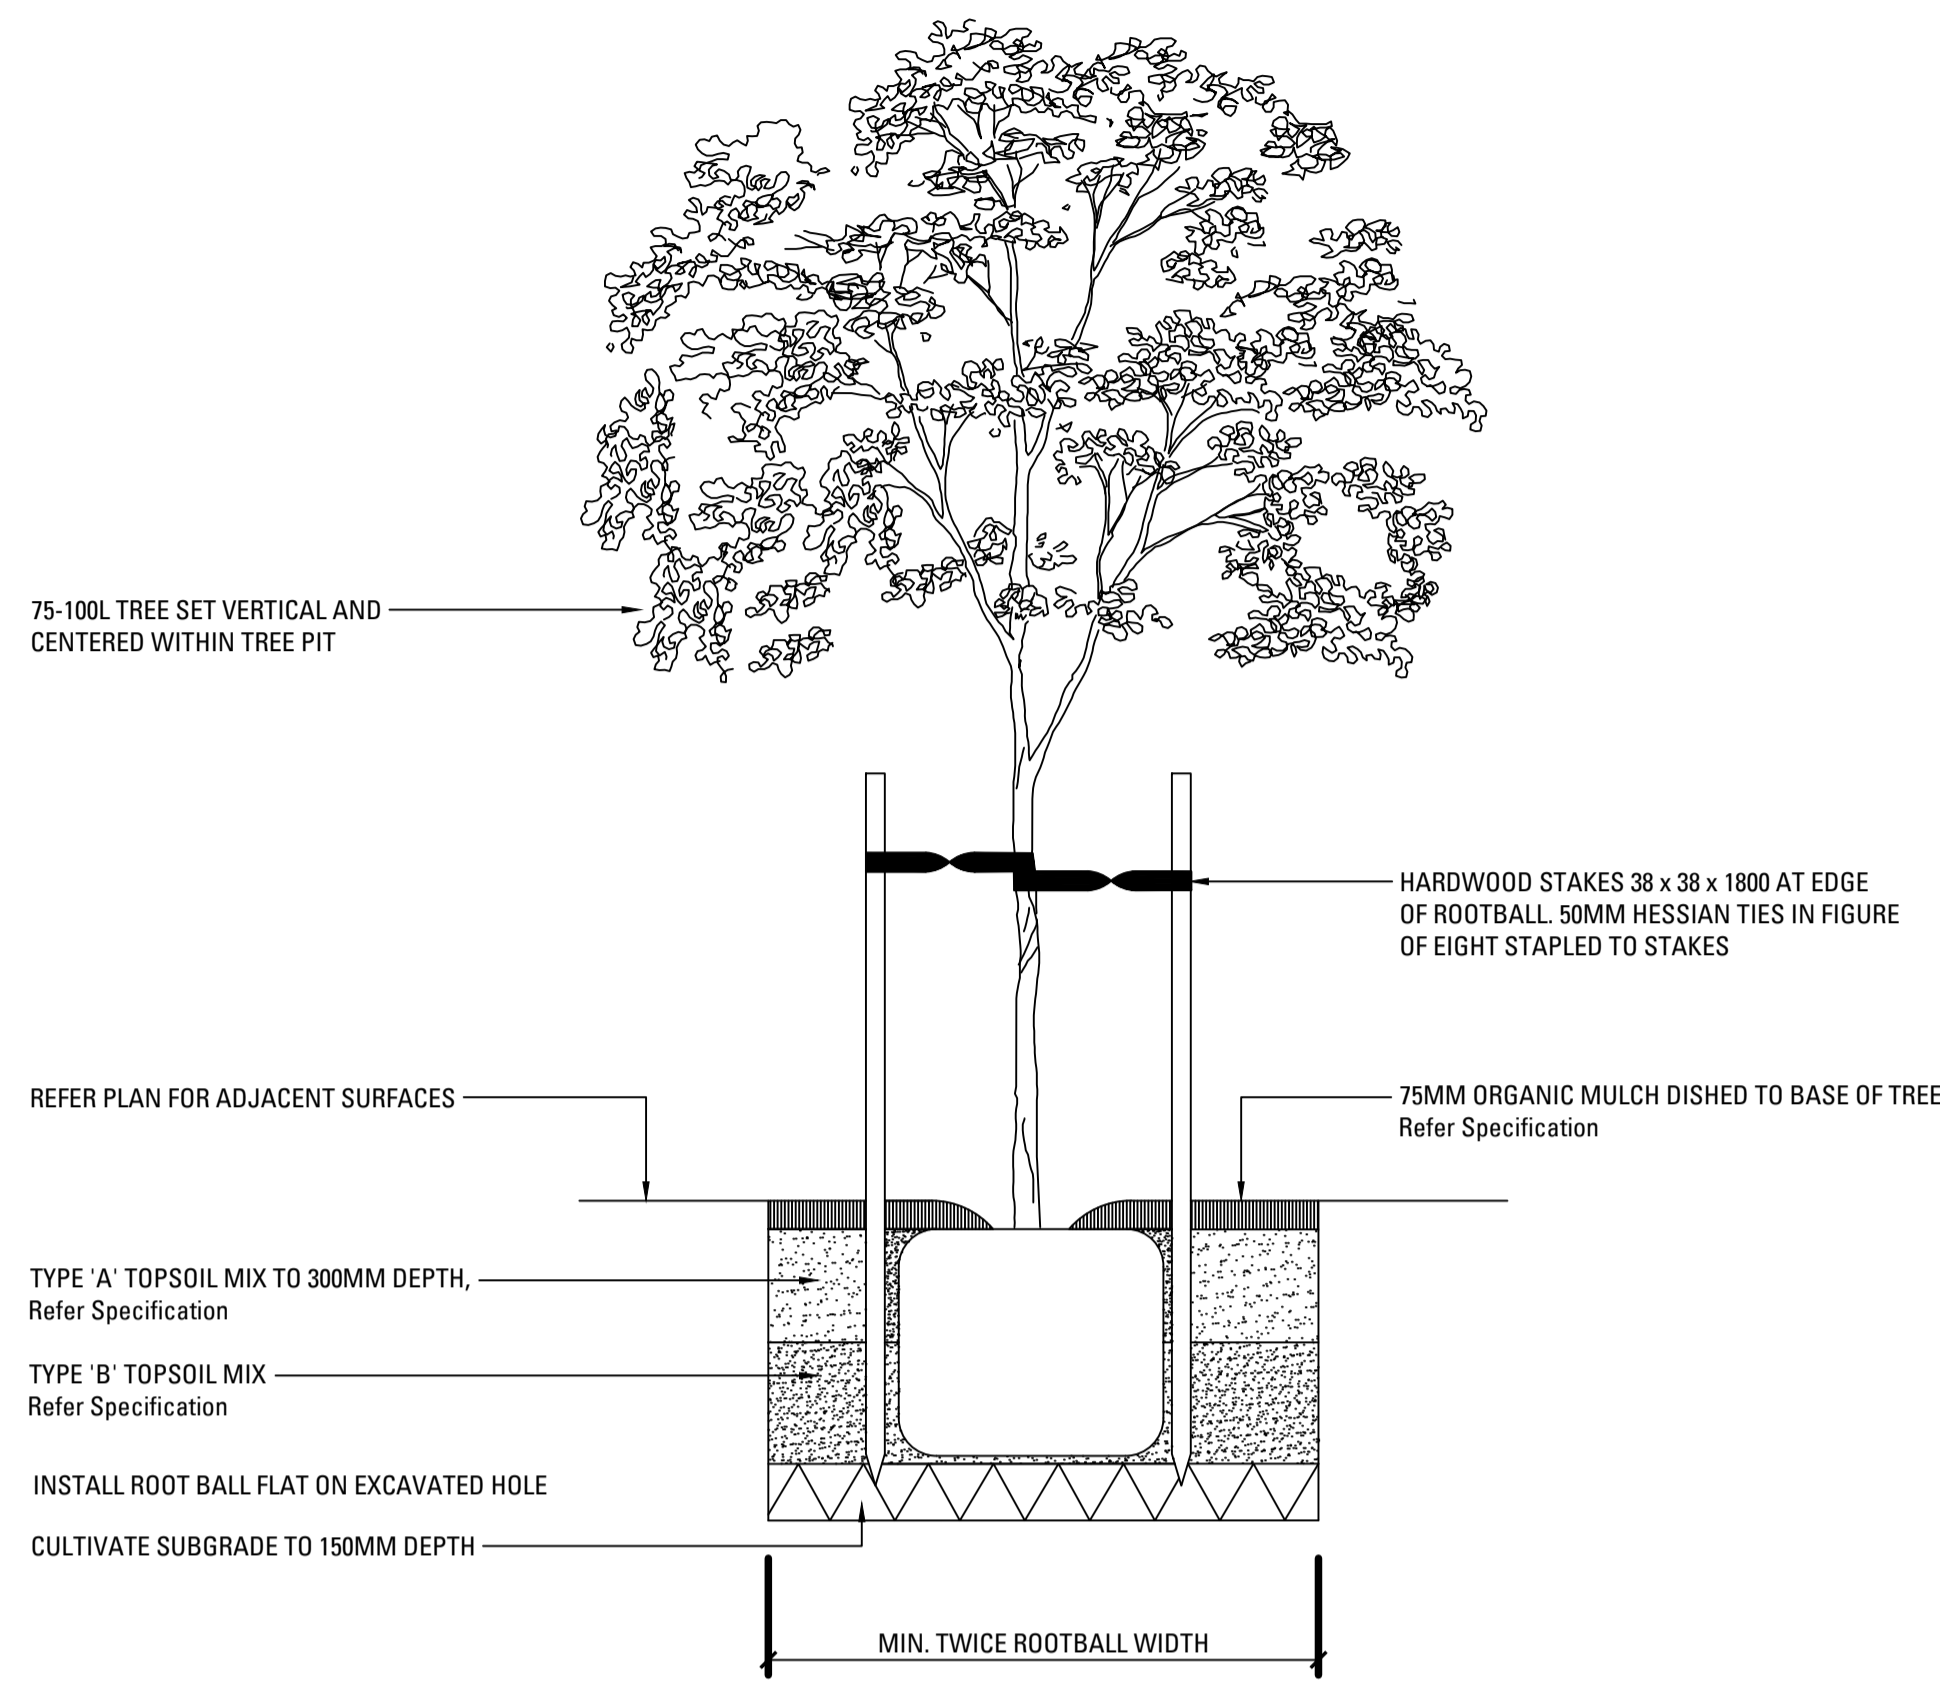 75-100L TREE SET VERTICAL AND
CENTERED WITHIN TREE PIT
HARDWOOD STAKES 38 x 38 x 1800 AT EDGE
OF ROOTBALL. 50MM HESSIAN TIES IN FIGURE
OF EIGHT STAPLED TO STAKES
REFER PLAN FOR ADJACENT SURFACES
75MM ORGANIC MULCH DISHED TO BASE OF TREE
Refer Specification
TYPE 'A' TOPSOIL MIX TO 300MM DEPTH,
Refer Specification
TYPE 'B' TOPSOIL MIX
Refer Specification
INSTALL ROOT BALL FLAT ON EXCAVATED HOLE
CULTIVATE SUBGRADE TO 150MM DEPTH
MIN. TWICE ROOTBALL WIDTH